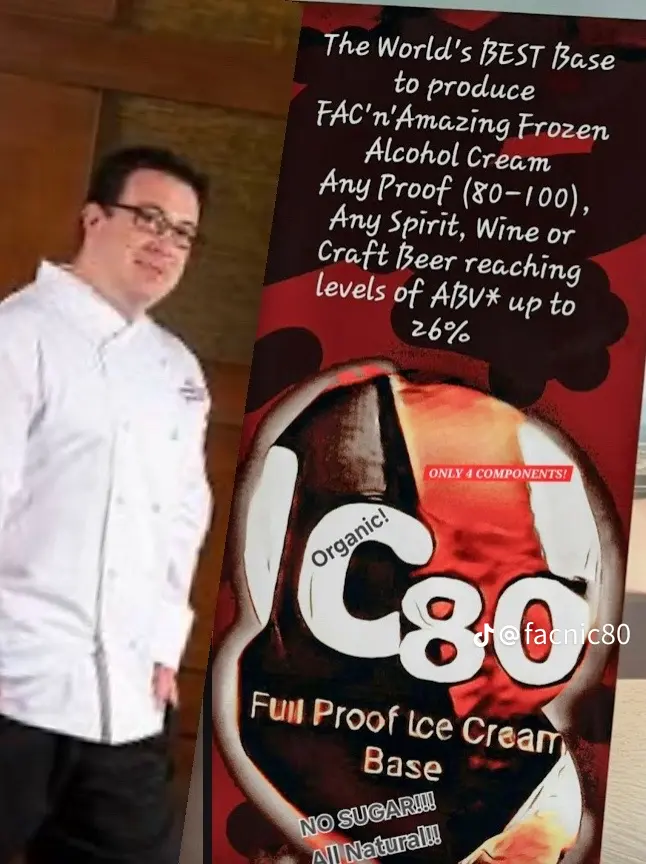 The World's BEST Base
to produce
FAC'n'Amazing Frozen
Alcohol Cream
Any Proof (80-100),
Any Spirit, Wine or
Craft Beer reaching
levels of ABV* up to
26%
ONLY 4 COMPONENTS!
Organic!
C80
@facnic80
Full Proof Ice Cream
Base
NO SUGAR!!!
All Natural!!